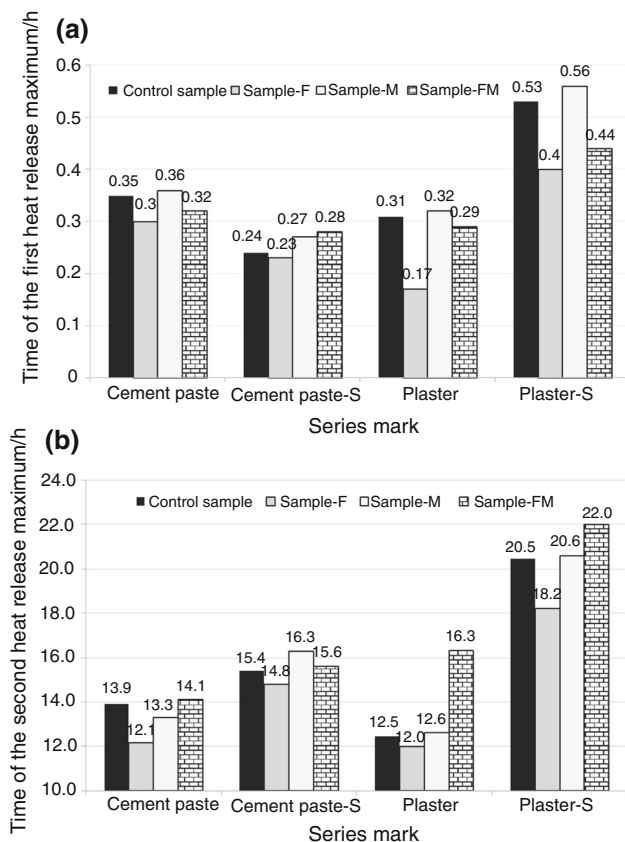 (a)
Time of the first heat release maximum/h
0.6
0.5
0.4
0.3
0.2
0.1
0
Control sample Sample-F Sample-M Sample-FM
0.35 0.3 0.36 0.32
0.24 0.23 0.27 0.28
0.31 0.17 0.32 0.29
0.53 0.4 0.56 0.44
Cement paste Cement paste-S Plaster Plaster-S
Series mark
(b)
Time of the second heat release maximum/h
24.0
22.0
20.0
18.0
16.0
14.0
12.0
10.0
Control sample Sample-F Sample-M Sample-FM
13.9 12.1 13.3 14.1
15.4 14.8 16.3 15.6
12.5 12.0 12.6 16.3
20.5 18.2 20.6 22.0
Cement paste Cement paste-S Plaster Plaster-S
Series mark